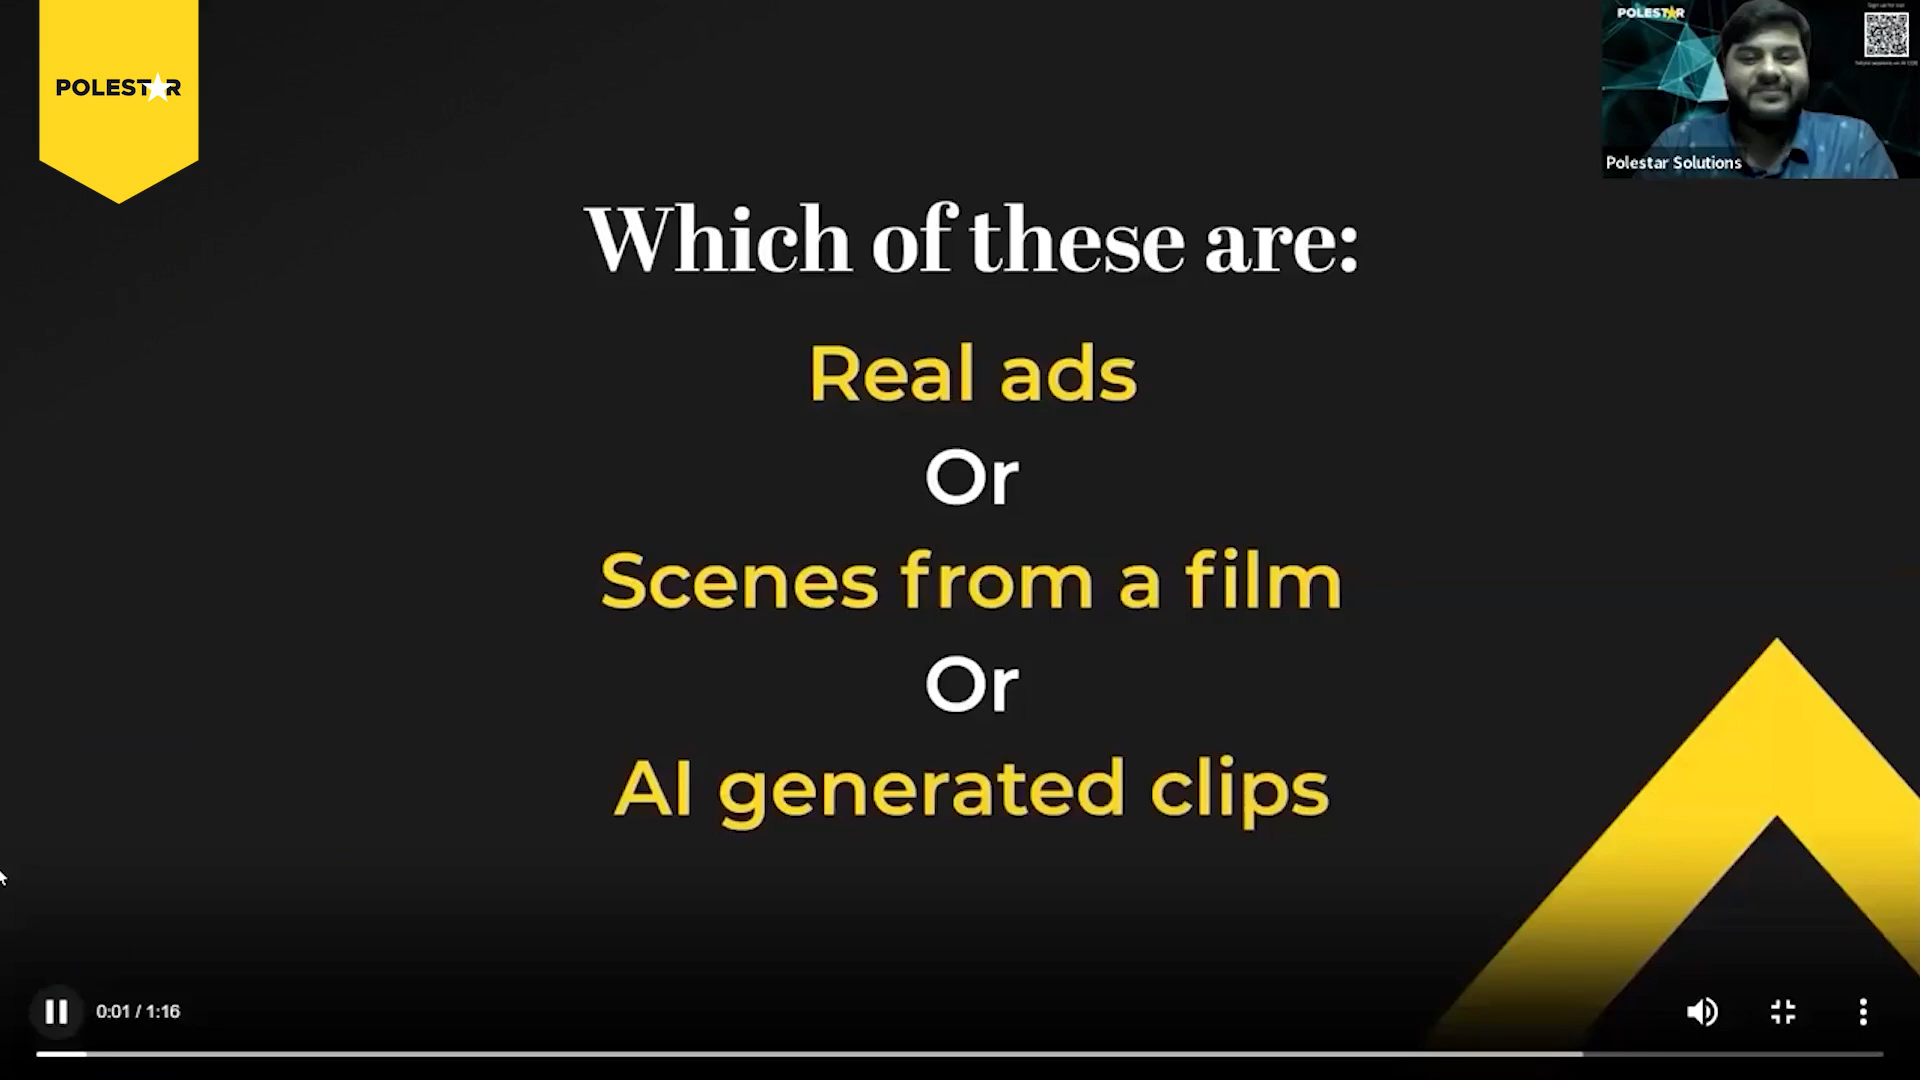 POLESTAR
POLESTAR
Polestar Solutions
Which of these are:
Real ads
Or
Scenes from a film
Or
AI generated clips
0:01 / 1:16